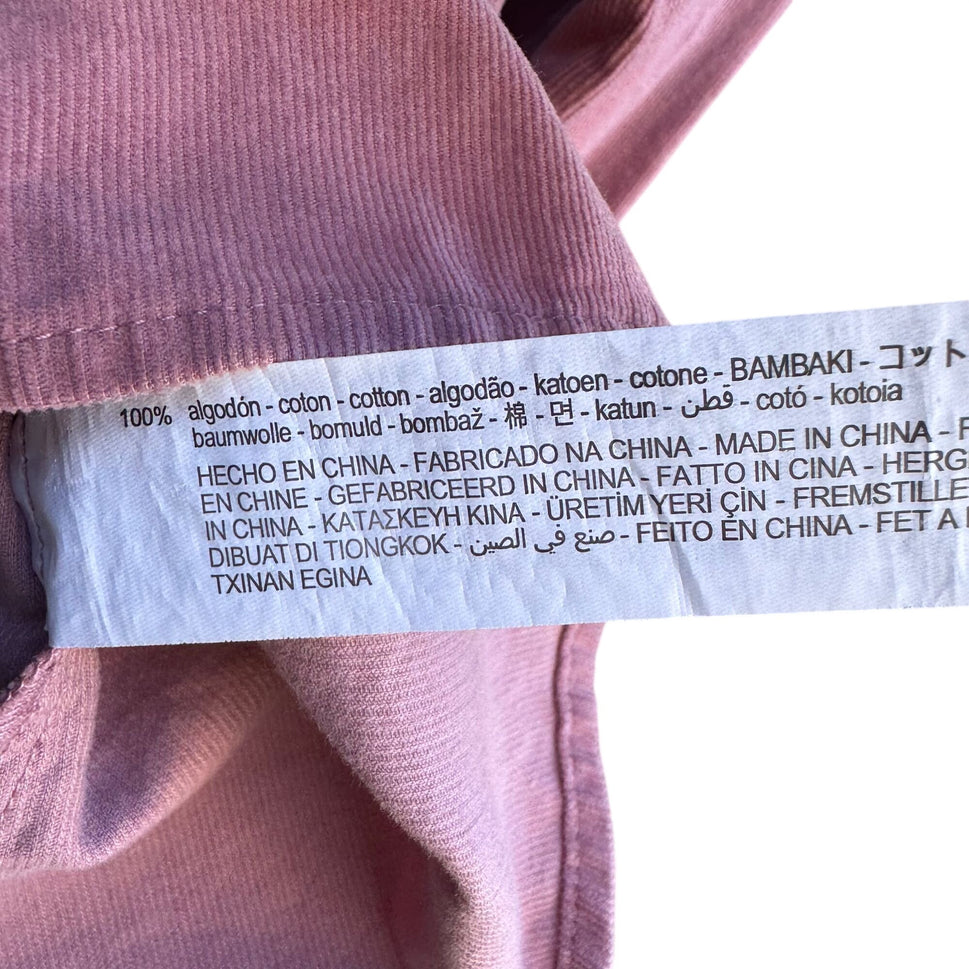 100% algodón - coton - cotton - algodão - katoen - cotone - BAMBAKI - コット
baumwolle - bomuld - bombaž - 棉 - 면 - katun - قطن - cotó - kotoia
HECHO EN CHINA - FABRICADO NA CHINA - MADE IN CHINA - F
EN CHINE - GEFABRICEERD IN CHINA - FATTO IN CINA - HERG
IN CHINA - ΚΑΤΑΣΚΕΥΗ ΚΙΝΑ - ÜRETİM YERİ ÇİN - FREMSTILLE
DIBUAT DI TIONGKOK - صنع في الصين - FEITO EN CHINA - FET A
TXINAN EGINA